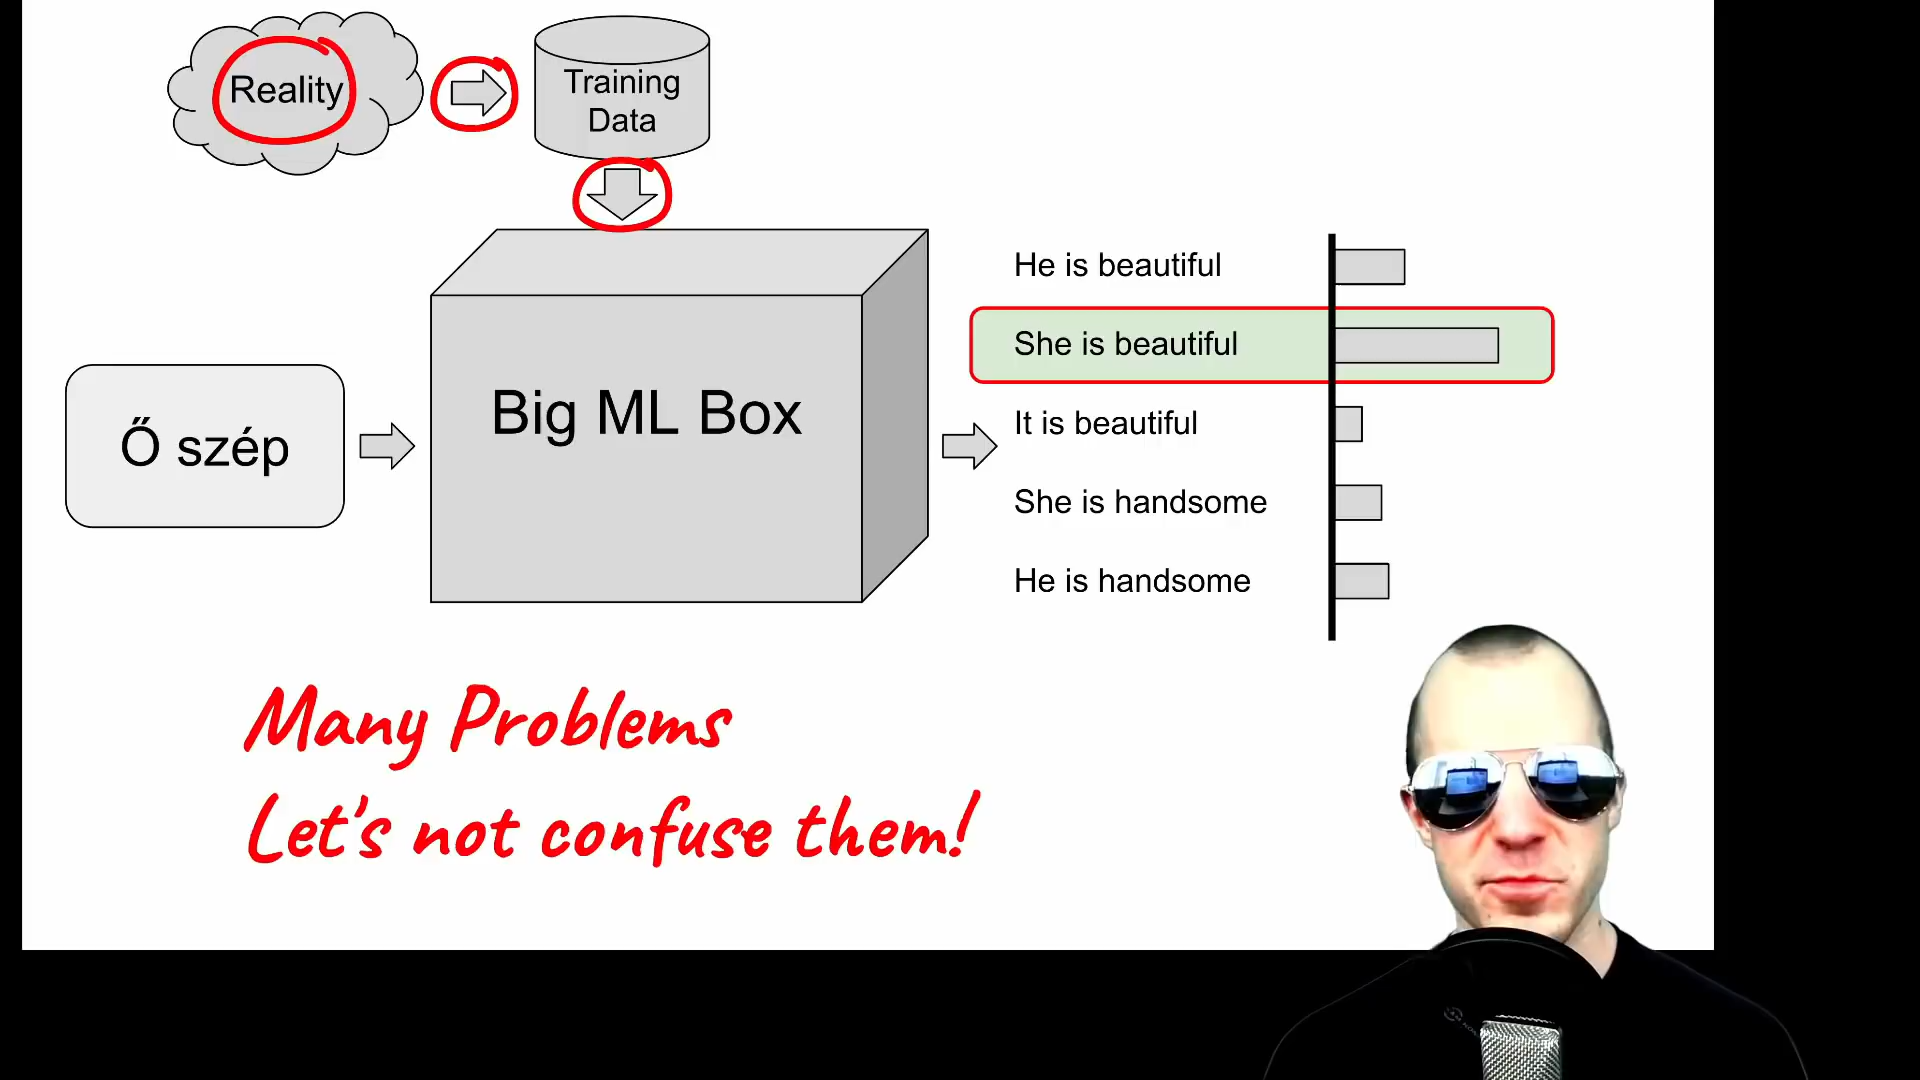 Reality
Training
Data
Ő szép
Big ML Box
He is beautiful
She is beautiful
It is beautiful
She is handsome
He is handsome
Many Problems
Let's not confuse them!